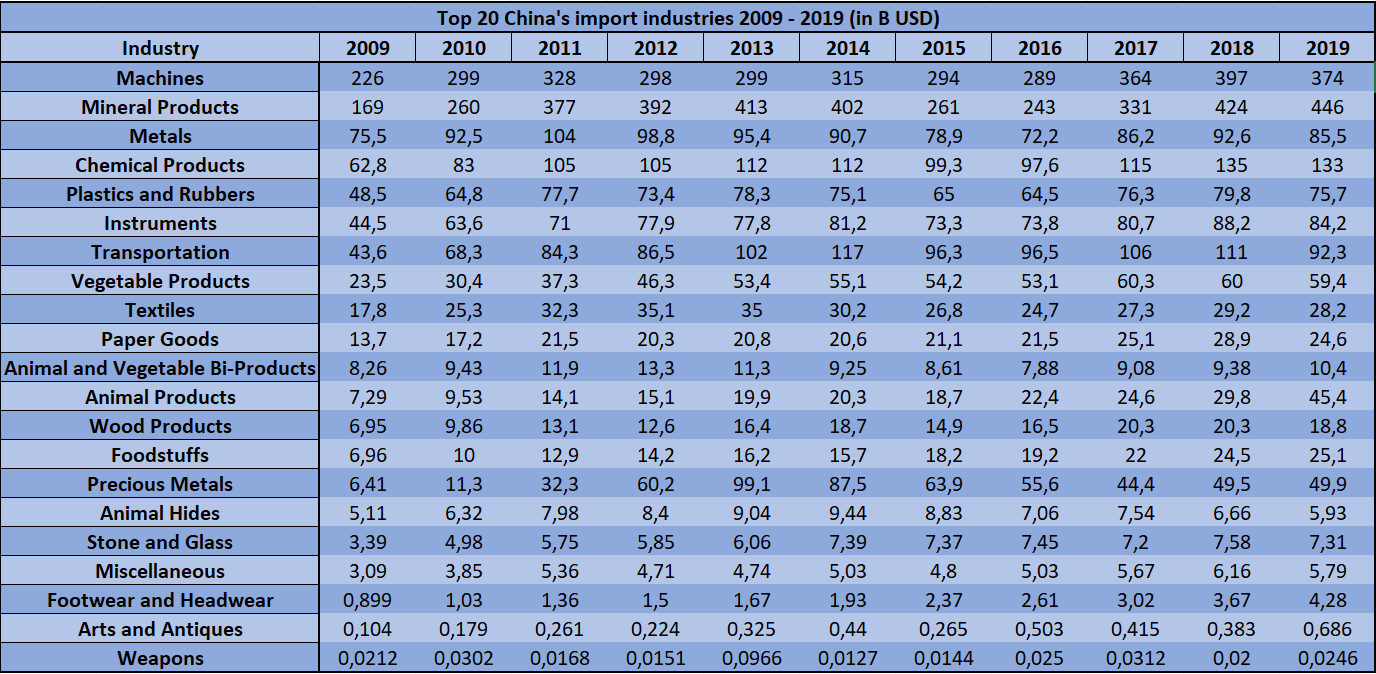 Top 20 China's import industries 2009 - 2019 (in B USD)
Industry 2009 2010 2011 2012 2013 2014 2015 2016 2017 2018 2019
Machines 226 299 328 298 299 315 294 289 364 397 374
Mineral Products 169 260 377 392 413 402 261 243 331 424 446
Metals 75,5 92,5 104 98,8 95,4 90,7 78,9 72,2 86,2 92,6 85,5
Chemical Products 62,8 83 105 105 112 112 99,3 97,6 115 135 133
Plastics and Rubbers 48,5 64,8 77,7 73,4 78,3 75,1 65 64,5 76,3 79,8 75,7
Instruments 44,5 63,6 71 77,9 77,8 81,2 73,3 73,8 80,7 88,2 84,2
Transportation 43,6 68,3 84,3 86,5 102 117 96,3 96,5 106 111 92,3
Vegetable Products 23,5 30,4 37,3 46,3 53,4 55,1 54,2 53,1 60,3 60 59,4
Textiles 17,8 25,3 32,3 35,1 35 30,2 26,8 24,7 27,3 29,2 28,2
Paper Goods 13,7 17,2 21,5 20,3 20,8 20,6 21,1 21,5 25,1 28,9 24,6
Animal and Vegetable Bi-Products 8,26 9,43 11,9 13,3 11,3 9,25 8,61 7,88 9,08 9,38 10,4
Animal Products 7,29 9,53 14,1 15,1 19,9 20,3 18,7 22,4 24,6 29,8 45,4
Wood Products 6,95 9,86 13,1 12,6 16,4 18,7 14,9 16,5 20,3 20,3 18,8
Foodstuffs 6,96 10 12,9 14,2 16,2 15,7 18,2 19,2 22 24,5 25,1
Precious Metals 6,41 11,3 32,3 60,2 99,1 87,5 63,9 55,6 44,4 49,5 49,9
Animal Hides 5,11 6,32 7,98 8,4 9,04 9,44 8,83 7,06 7,54 6,66 5,93
Stone and Glass 3,39 4,98 5,75 5,85 6,06 7,39 7,37 7,45 7,2 7,58 7,31
Miscellaneous 3,09 3,85 5,36 4,71 4,74 5,03 4,8 5,03 5,67 6,16 5,79
Footwear and Headwear 0,899 1,03 1,36 1,5 1,67 1,93 2,37 2,61 3,02 3,67 4,28
Arts and Antiques 0,104 0,179 0,261 0,224 0,325 0,44 0,265 0,503 0,415 0,383 0,686
Weapons 0,0212 0,0302 0,0168 0,0151 0,0966 0,0127 0,0144 0,025 0,0312 0,02 0,0246